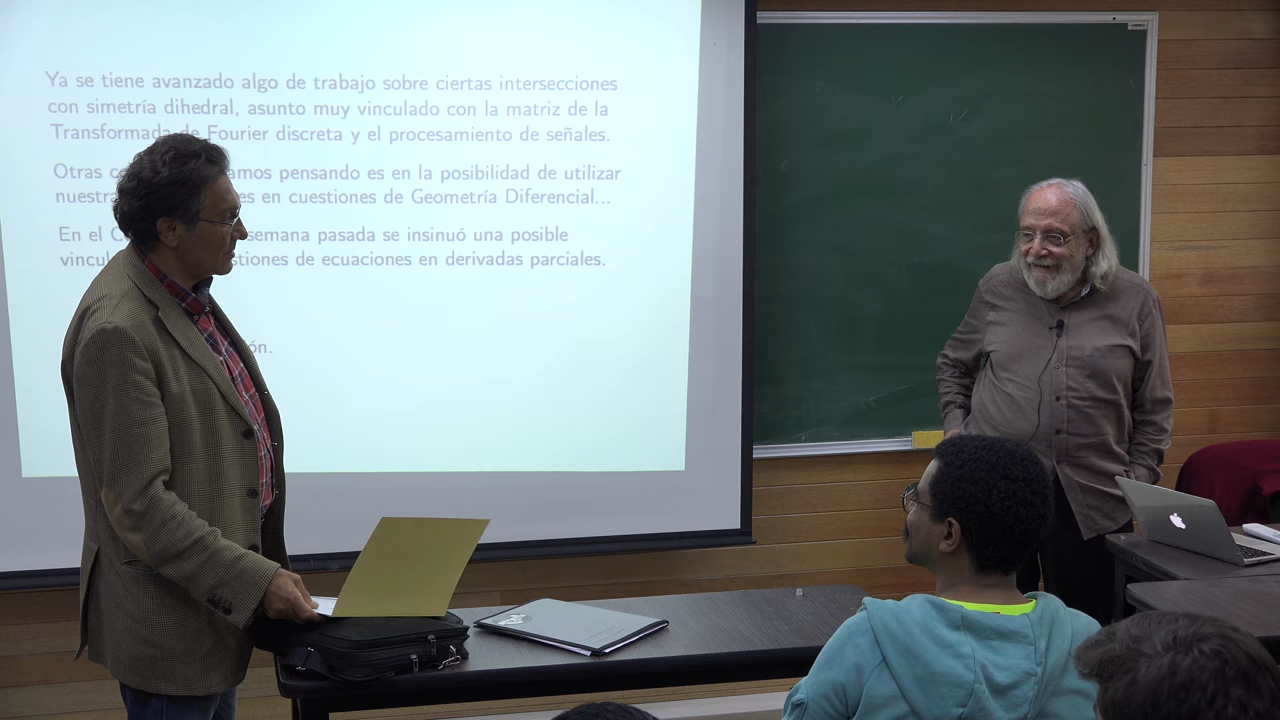 Ya se tiene avanzado algo de trabajo sobre ciertas intersecciones
con simetría dihedral, asunto muy vinculado con la matriz de la
Transformada de Fourier discreta y el procesamiento de señales.
Otras amos pensando es en la posibilidad de utilizar
nuestra es en cuestiones de Geometría Diferencial...
En el semana pasada se insinuó una posible
vincul stiones de ecuaciones en derivadas parciales.
ón.